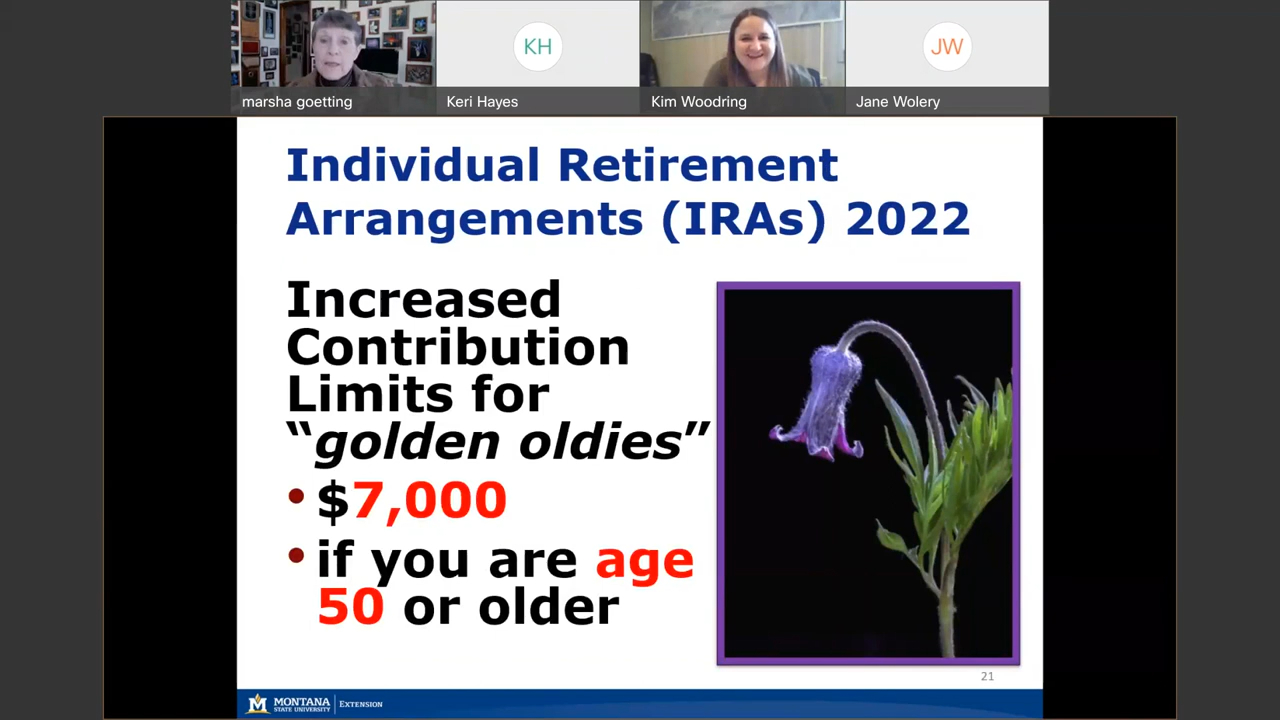 KH
JW
marsha goetting
Keri Hayes
Kim Woodring
Jane Wolery
Individual Retirement
Arrangements (IRAs) 2022
Increased
Contribution
Limits for
“golden oldies”
• $7,000
• if you are age
50 or older
21
M MONTANA
STATE UNIVERSITY
EXTENSION